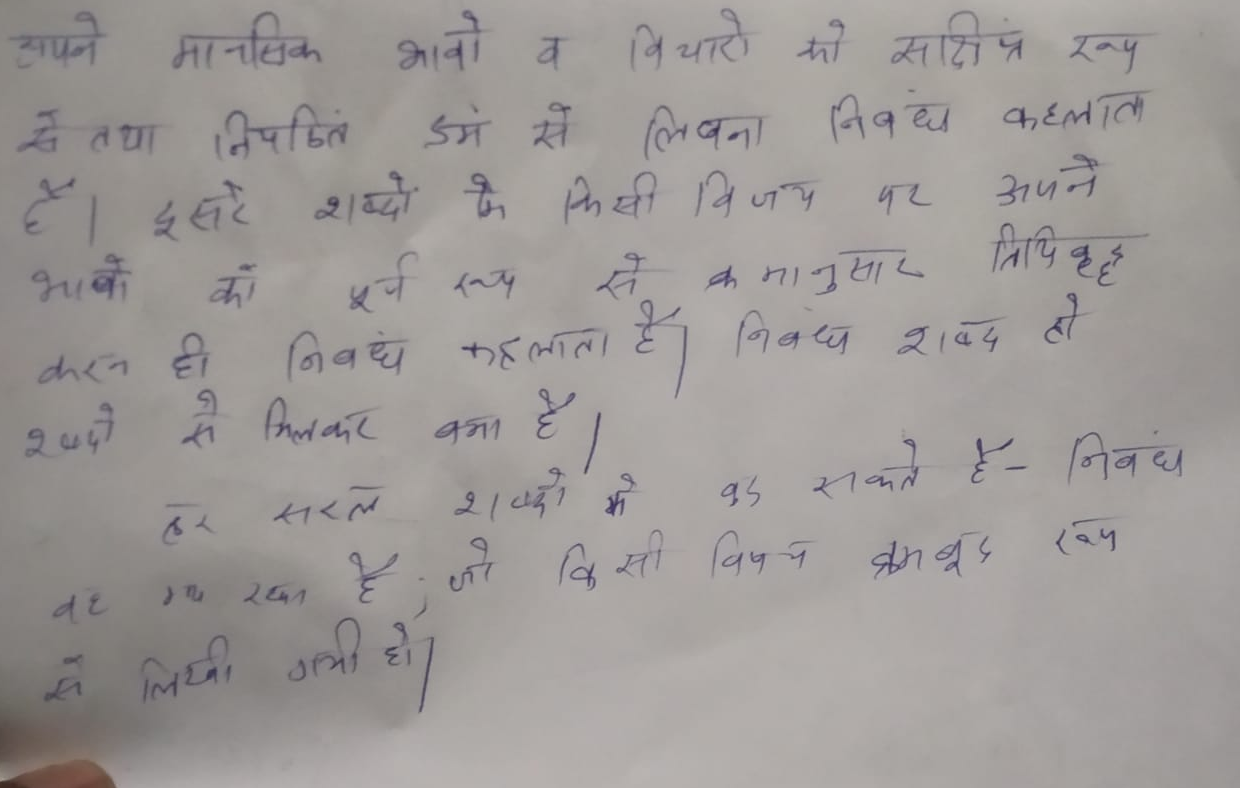 अपने मानसिक भावो व विचारो को सक्षिप्तं रूप
से तथा नियंत्रितं ढंग से लिखना निबंध कहलाता
है। दुसरे शब्दो मे किसी विजय पर अपने
भावो को पूर्ण रूप से क्रमानुसार लिपिबद्ध
करन ही निबंध कहलाता है। निबंध शब्द दो
शब्दो से मिलकर बना है।
हर सरल शब्दो मे कह सकते है - निबंध
वह गद्य रचना है, जो किसी विषय क्रमबद्ध रूप
से लिखी गयी हो।